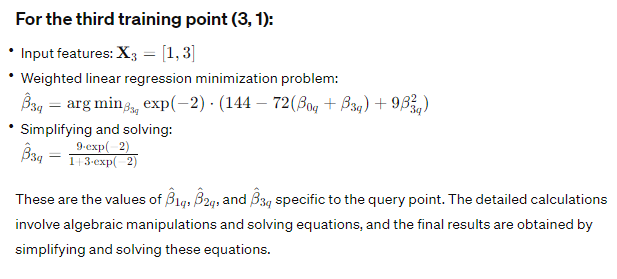 For the third training point (3, 1):
• Input features: X₃ = [1, 3]
• Weighted linear regression minimization problem:
β̂₃q = arg min_β₃q exp(−2) · (144 − 72(β₀q + β₃q) + 9β²₃q)
• Simplifying and solving:
β̂₃q = 9·exp(−2) / 1+3·exp(−2)
These are the values of β̂₁q, β̂₂q, and β̂₃q specific to the query point. The detailed calculations
involve algebraic manipulations and solving equations, and the final results are obtained by
simplifying and solving these equations.